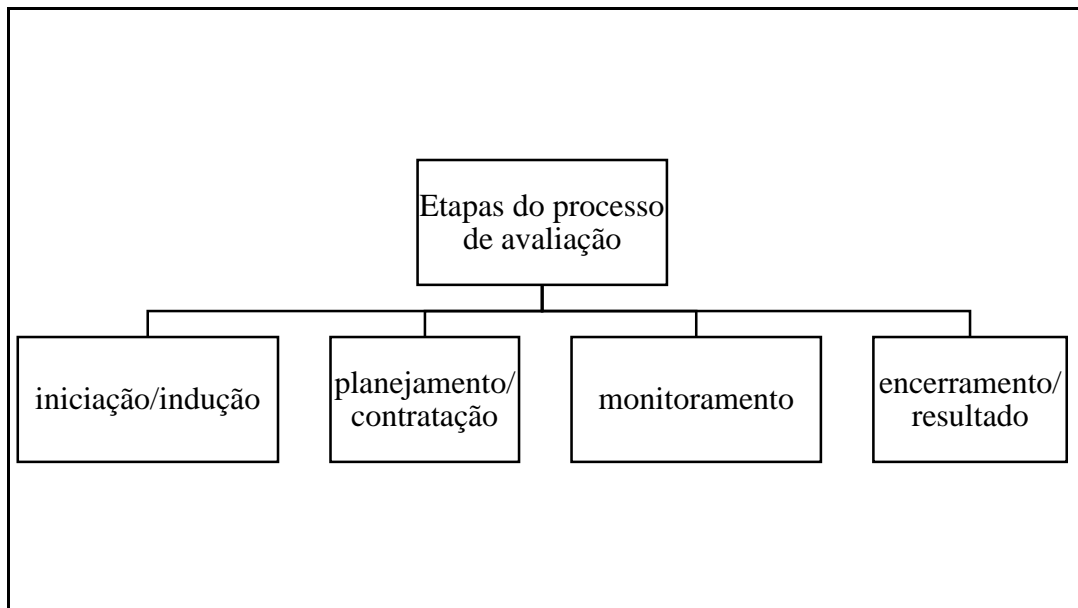 Etapas do processo
de avaliação
iniciação/indução
planejamento/
contratação
monitoramento
encerramento/
resultado